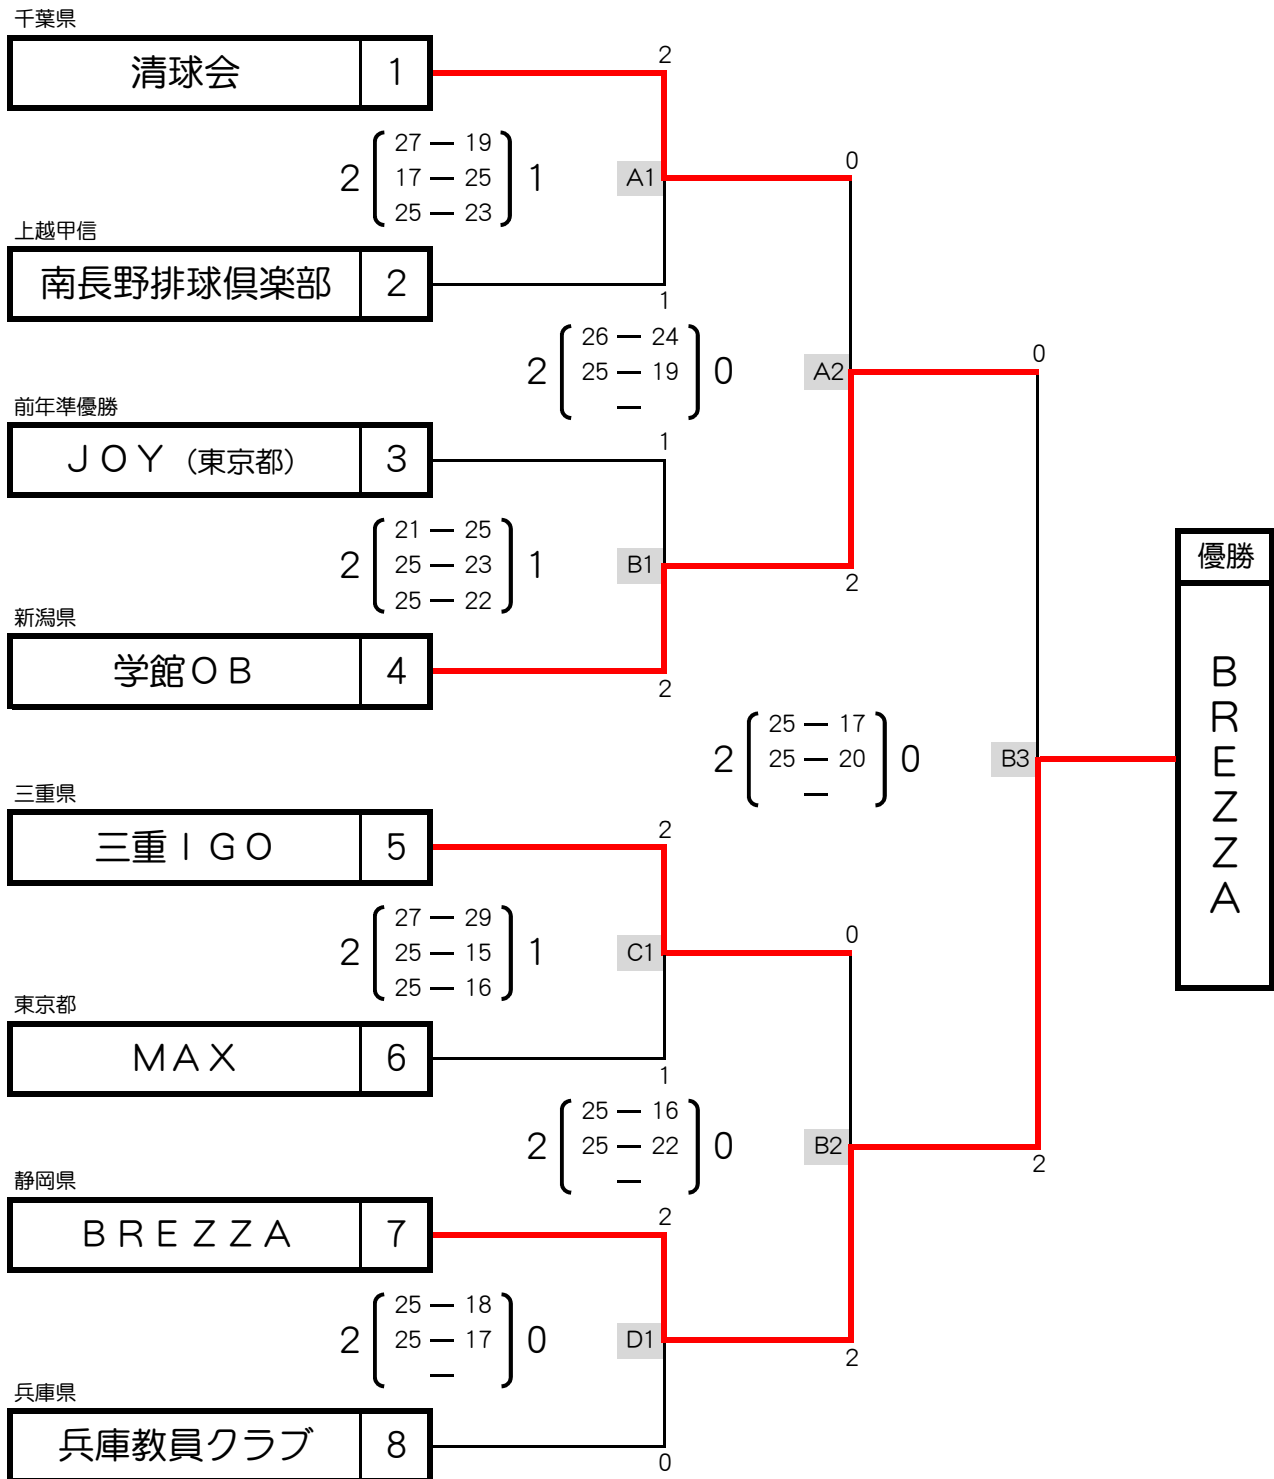 千葉県
清球会 1
2
2 27 — 19 1
17 — 25
25 — 23
A1
0
上越甲信
南長野排球倶楽部 2
1
2 26 — 24 0
25 — 19
—
A2
0
前年準優勝
JOY（東京都） 3
1
2 21 — 25 1
25 — 23
25 — 22
B1
2
新潟県
学館OB 4
2
優勝
BREZZA
2 25 — 17 0
25 — 20
—
B3
三重県
三重IGO 5
2
2 27 — 29 1
25 — 15
25 — 16
C1
0
東京都
MAX 6
1
2 25 — 16 0
25 — 22
—
B2
2
静岡県
BREZZA 7
2
2 25 — 18 0
25 — 17
—
D1
2
兵庫県
兵庫教員クラブ 8
0